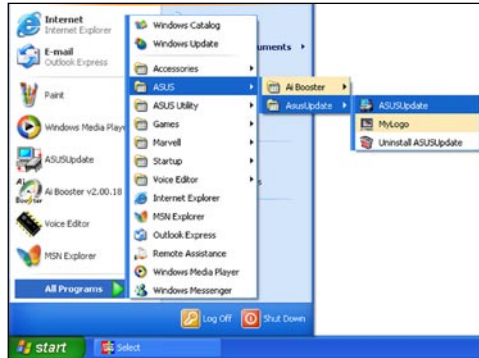 Internet
Internet Explorer
E-mail
Outlook Express
Paint
Windows Media Play
ASUSUpdate
Ai Booster v2.00.18
Voice Editor
MSN Explorer
All Programs
Windows Catalog
Windows Update
Accessories
ASUS
ASUS Utility
Games
Marvell
Startup
Voice Editor
Internet Explorer
MSN Explorer
Outlook Express
Remote Assistance
Windows Media Player
Windows Messenger
uments
s
Ai Booster
AsusUpdate
ASUSUpdate
MyLogo
Uninstall ASUSUpdate
Log Off
Shut Down
start
Select